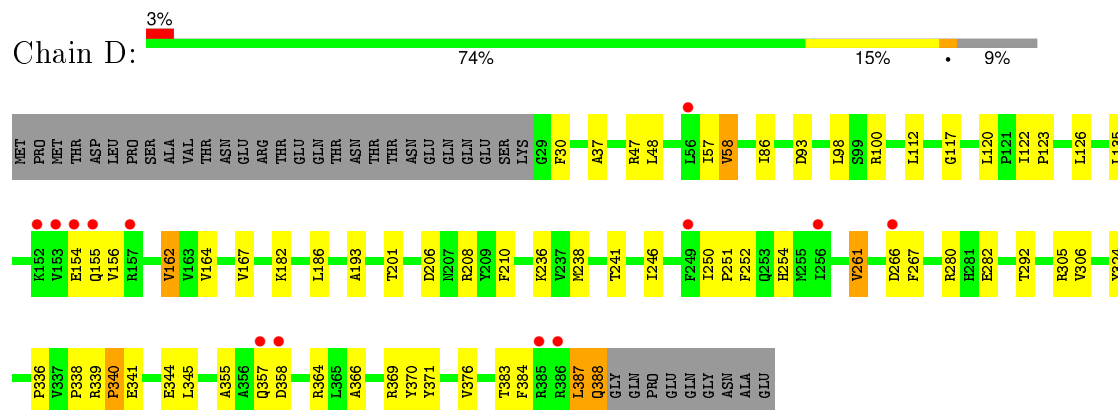 3%
Chain D:
74% 15% • 9%
MET PRO MET THR ASP LEU PRO SER ALA VAL THR ASN GLU ARG THR GLU GLN THR ASN THR THR ASN GLU GLN GLN GLU SER LYS G29 F30 A37 R47 L48 L56 I57 V58 I86 D93 L98 S99 R100 L112 G117 L120 P121 I122 P123 L126 L135
K152 V153 E154 Q155 V156 R157 V162 V163 V164 V167 K182 L186 A193 T201 D206 N207 R208 Y209 F210 K236 V237 M238 T241 I246 F249 I250 P251 F252 Q253 H254 M255 I256 V261 D266 F267 R280 H281 E282 T292 R305 V306 Y324
P336 V337 P338 R339 P340 E341 E344 L345 A355 A356 Q357 D358 R364 L365 A366 R369 Y370 Y371 V376 T383 F384 R385 R386 L387 Q388 GLY GLN PRO GLU GLN GLY ASN ALA GLU